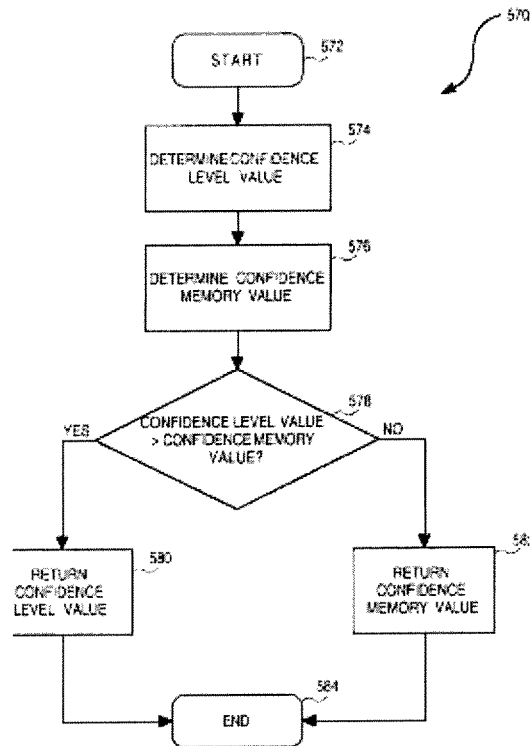 570
START
572
574
DETERMINE CONFIDENCE
LEVEL VALUE
576
DETERMINE CONFIDENCE
MEMORY VALUE
578
CONFIDENCE LEVEL VALUE
> CONFIDENCE MEMORY
VALUE?
YES
NO
580
RETURN
CONFIDENCE
LEVEL VALUE
58
RETURN
CONFIDENCE
MEMORY VALUE
584
END